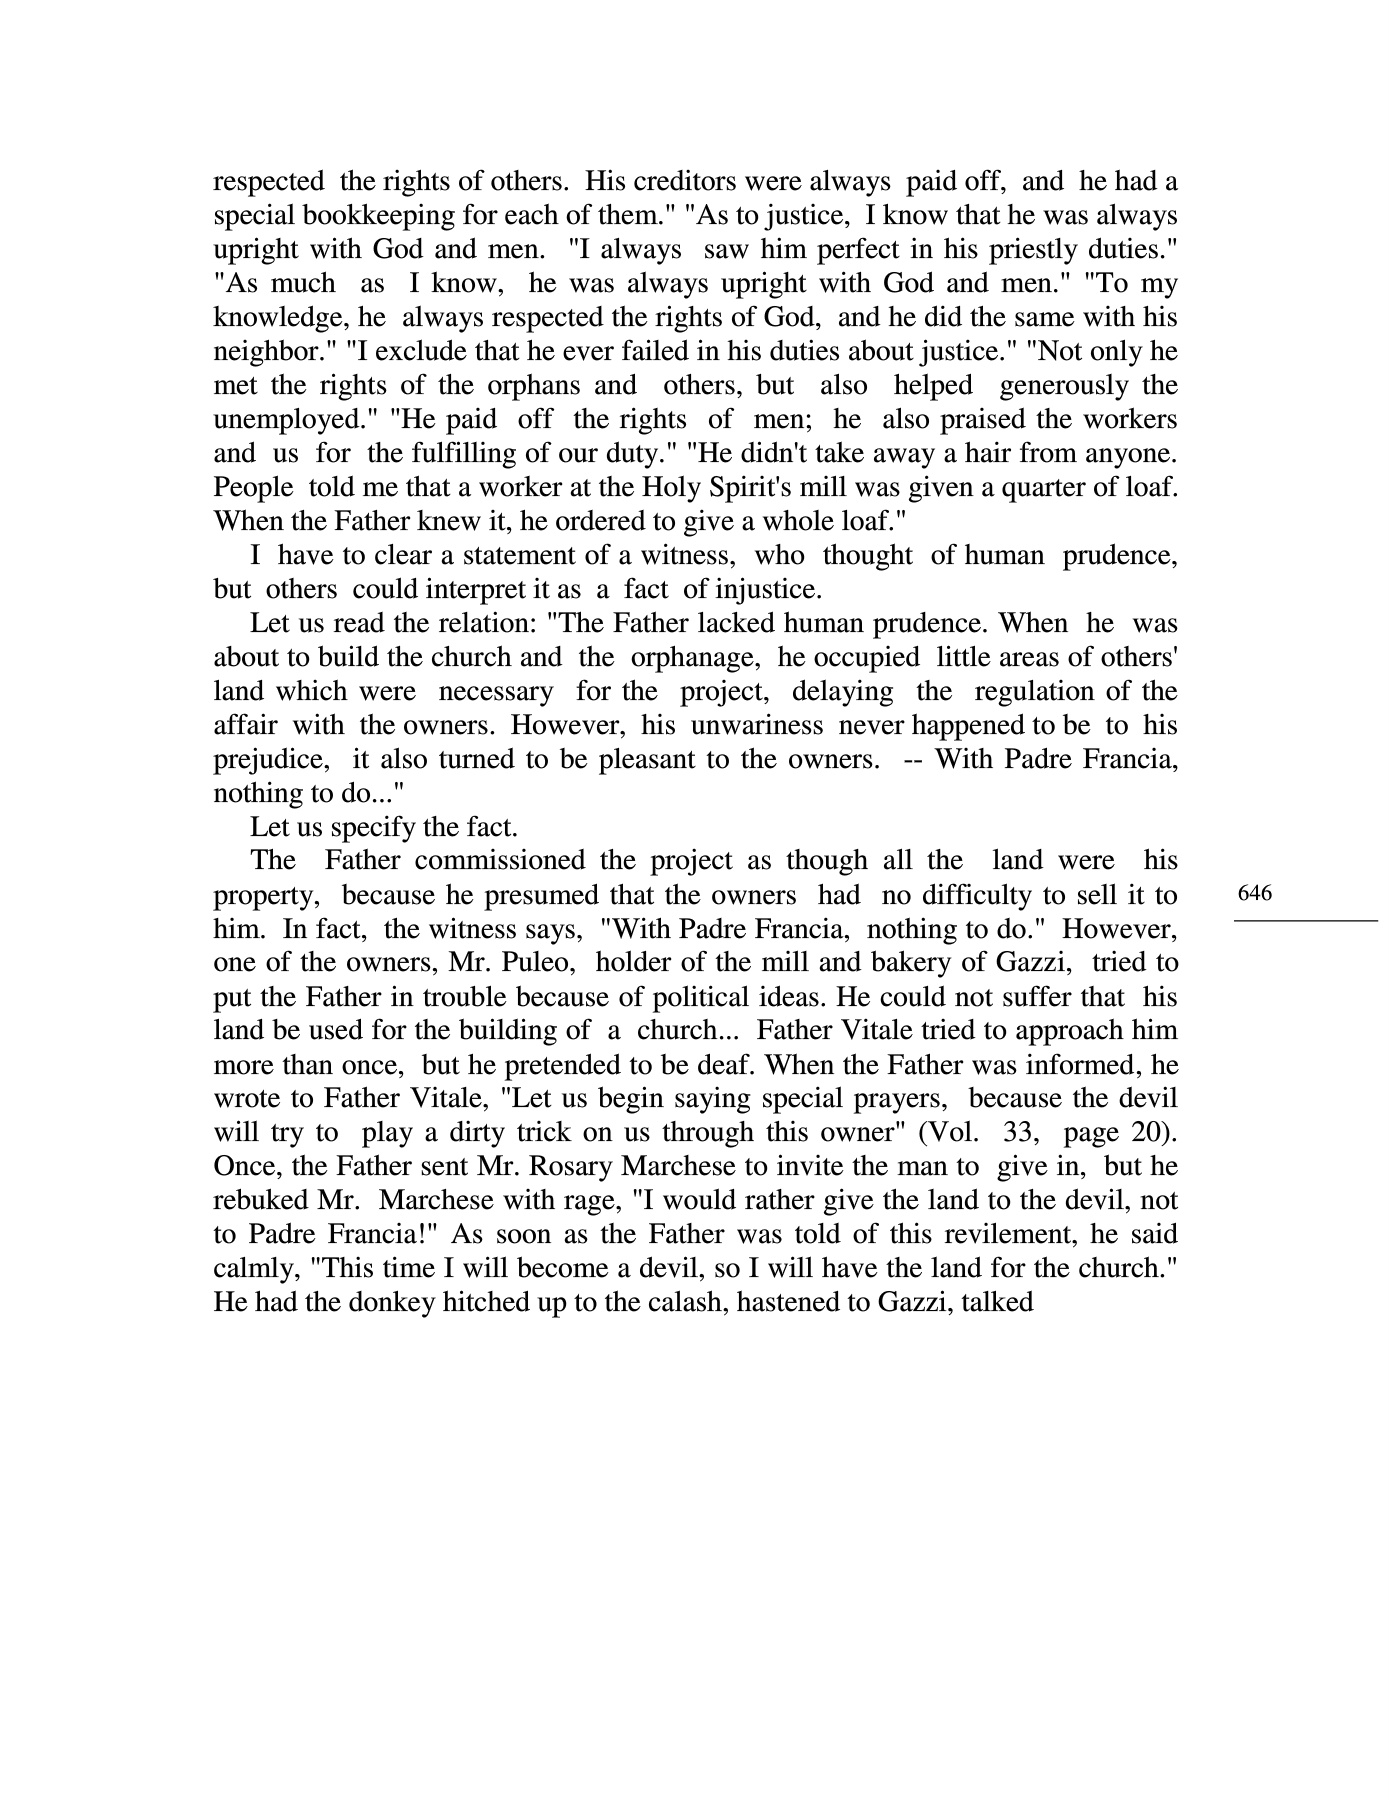 respected the rights of others. His creditors were always paid off, and he had a
special bookkeeping for each of them." "As to justice, I know that he was always
upright with God and men. "I always saw him perfect in his priestly duties."
"As much as I know, he was always upright with God and men." "To my
knowledge, he always respected the rights of God, and he did the same with his
neighbor." "I exclude that he ever failed in his duties about justice." "Not only he
met the rights of the orphans and others, but also helped generously the
unemployed." "He paid off the rights of men; he also praised the workers
and us for the fulfilling of our duty." "He didn't take away a hair from anyone.
People told me that a worker at the Holy Spirit's mill was given a quarter of loaf.
When the Father knew it, he ordered to give a whole loaf."
I have to clear a statement of a witness, who thought of human prudence,
but others could interpret it as a fact of injustice.
Let us read the relation: "The Father lacked human prudence. When he was
about to build the church and the orphanage, he occupied little areas of others'
land which were necessary for the project, delaying the regulation of the
affair with the owners. However, his unwariness never happened to be to his
prejudice, it also turned to be pleasant to the owners. -- With Padre Francia,
nothing to do..."
Let us specify the fact.
The Father commissioned the project as though all the land were his
property, because he presumed that the owners had no difficulty to sell it to
him. In fact, the witness says, "With Padre Francia, nothing to do." However,
one of the owners, Mr. Puleo, holder of the mill and bakery of Gazzi, tried to
put the Father in trouble because of political ideas. He could not suffer that his
land be used for the building of a church... Father Vitale tried to approach him
more than once, but he pretended to be deaf. When the Father was informed, he
wrote to Father Vitale, "Let us begin saying special prayers, because the devil
will try to play a dirty trick on us through this owner" (Vol. 33, page 20).
Once, the Father sent Mr. Rosary Marchese to invite the man to give in, but he
rebuked Mr. Marchese with rage, "I would rather give the land to the devil, not
to Padre Francia!" As soon as the Father was told of this revilement, he said
calmly, "This time I will become a devil, so I will have the land for the church."
He had the donkey hitched up to the calash, hastened to Gazzi, talked
646